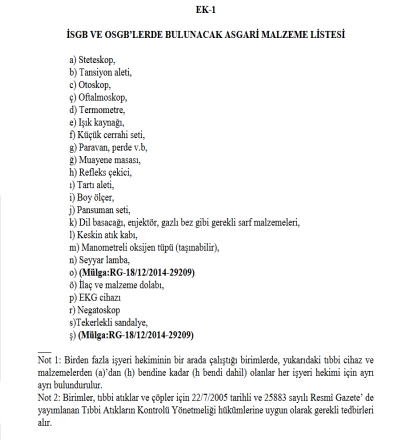 EK-1
İSGB VE OSGB'LERDE BULUNACAK ASGARİ MALZEME LİSTESİ
a) Steteskop,
b) Tansiyon aleti,
c) Otoskop,
ç) Oftalmoskop,
d) Termometre,
e) Işık kaynağı,
f) Küçük cerrahi seti,
g) Paravan, perde v.b,
ğ) Muayene masası,
h) Refleks çekici,
ı) Tartı aleti,
i) Boy ölçer,
j) Pansuman seti,
k) Dil basacağı, enjektör, gazlı bez gibi gerekli sarf malzemeleri,
l) Keskin atık kabı,
m) Manometreli oksijen tüpü (taşınabilir),
n) Seyyar lamba,
o) (Mülga:RG-18/12/2014-29209)
ö) İlaç ve malzeme dolabı,
p) EKG cihazı
r) Negatoskop
s)Tekerlekli sandalye,
ş) (Mülga:RG-18/12/2014-29209)
Not 1: Birden fazla işyeri hekiminin bir arada çalıştığı birimlerde, yukarıdaki tıbbi cihaz ve
malzemelerden (a)'dan (h) bendine kadar (h bendi dahil) olanlar her işyeri hekimi için ayrı
ayrı bulundurulur.
Not 2: Birimler, tıbbi atıklar ve çöpler için 22/7/2005 tarihli ve 25883 sayılı Resmî Gazete' de
yayımlanan Tıbbi Atıkların Kontrolü Yönetmeliği hükümlerine uygun olarak gerekli tedbirleri
alır.